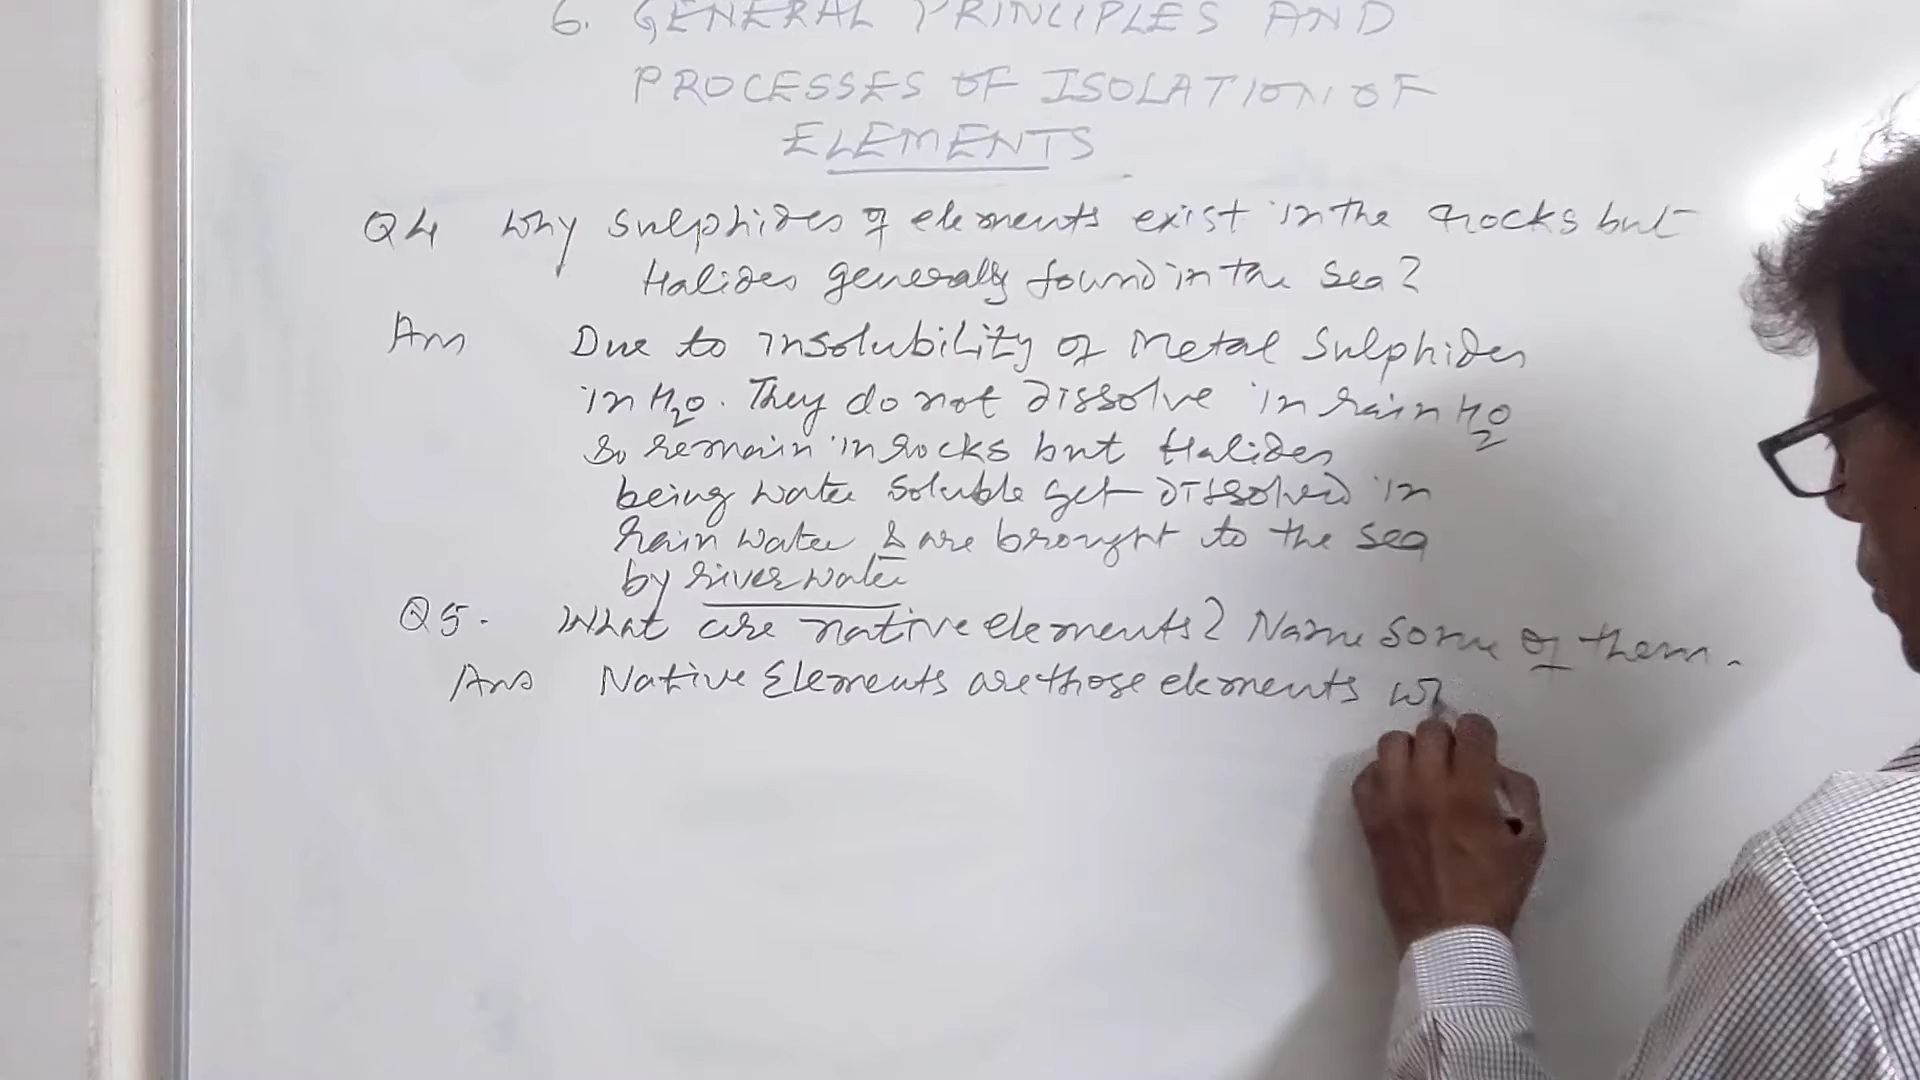 6. GENERAL PRINCIPLES AND
PROCESSES OF ISOLATION OF
ELEMENTS
Q4 Why Sulphides of elements exist in the rocks but
Halides generally found in the sea?
Ans Due to insolubility of Metal Sulphides
in H2O. They do not dissolve in rain H2O
So remain in rocks but Halides
being water soluble get dissolved in
rain water & are brought to the sea
by river water
Q5. What are native elements? Name some of them.
Ans Native Elements are those elements wh